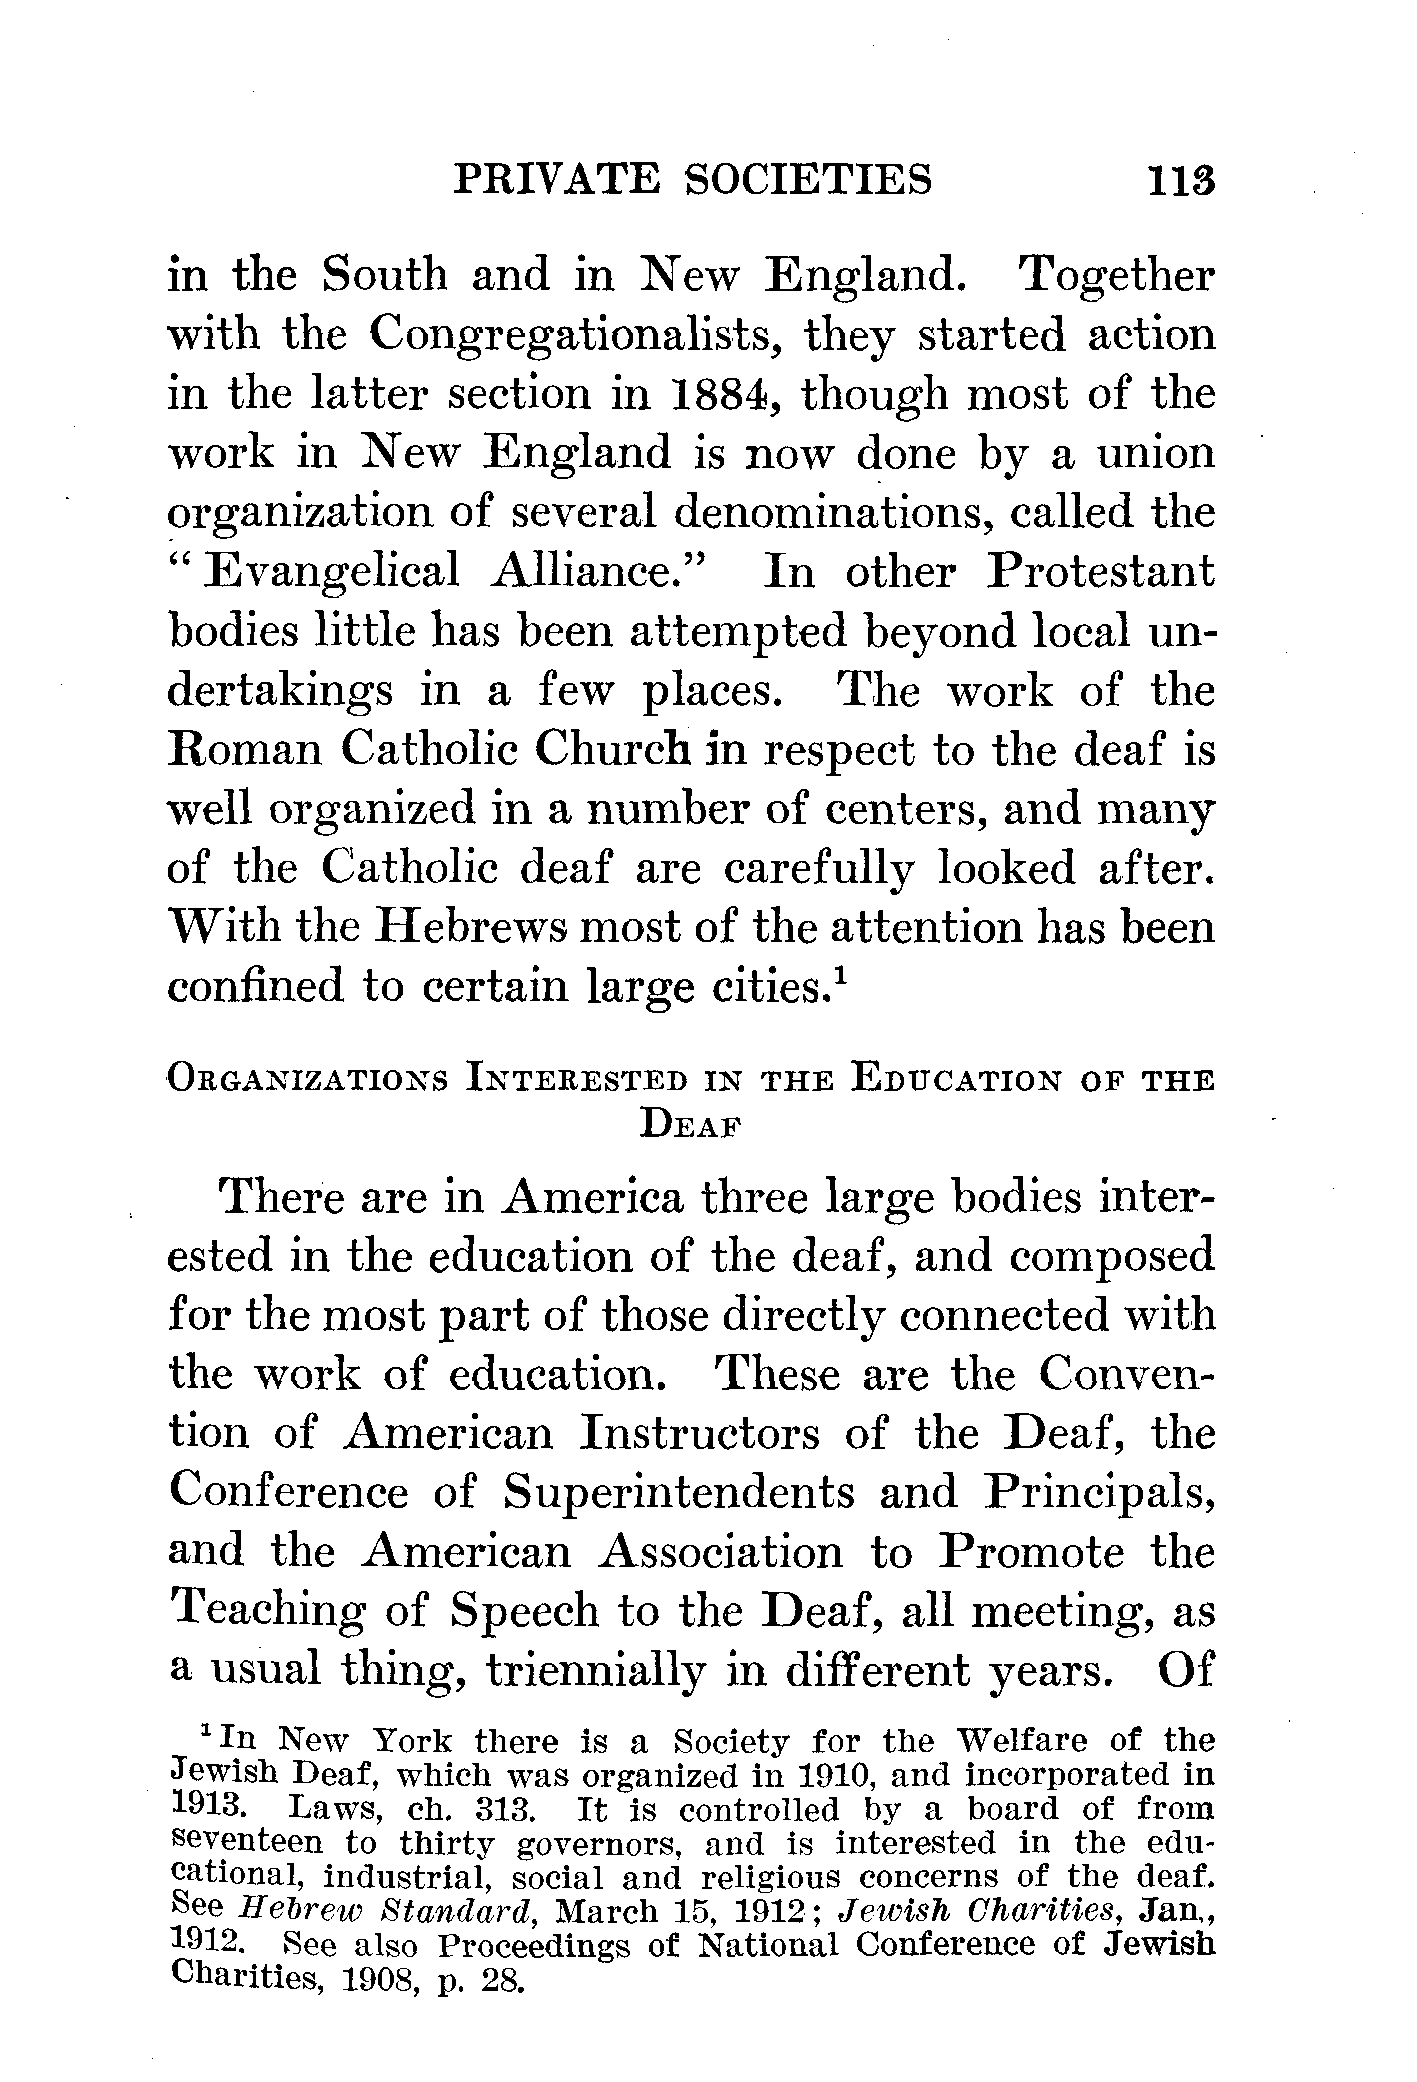 PRIVATE SOCIETIES 113
in the South and in New England. Together
with the Congregationalists, they started action
in the latter section in 1884, though most of the
work in New England is now done by a union
organization of several denominations, called the
“ Evangelical Alliance.” In other Protestant
bodies little has been attempted beyond local un-
dertakings in a few places. The work of the
Roman Catholic Church in respect to the deaf is
well organized in a number of centers, and many
of the Catholic deaf are carefully looked after.
With the Hebrews most of the attention has been
confined to certain large cities.¹
ORGANIZATIONS INTERESTED IN THE EDUCATION OF THE
DEAF
There are in America three large bodies inter-
ested in the education of the deaf, and composed
for the most part of those directly connected with
the work of education. These are the Conven-
tion of American Instructors of the Deaf, the
Conference of Superintendents and Principals,
and the American Association to Promote the
Teaching of Speech to the Deaf, all meeting, as
a usual thing, triennially in different years. Of
¹ In New York there is a Society for the Welfare of the
Jewish Deaf, which was organized in 1910, and incorporated in
1913. Laws, ch. 313. It is controlled by a board of from
seventeen to thirty governors, and is interested in the edu-
cational, industrial, social and religious concerns of the deaf.
See Hebrew Standard, March 15, 1912; Jewish Charities, Jan.,
1912. See also Proceedings of National Conference of Jewish
Charities, 1908, p. 28.